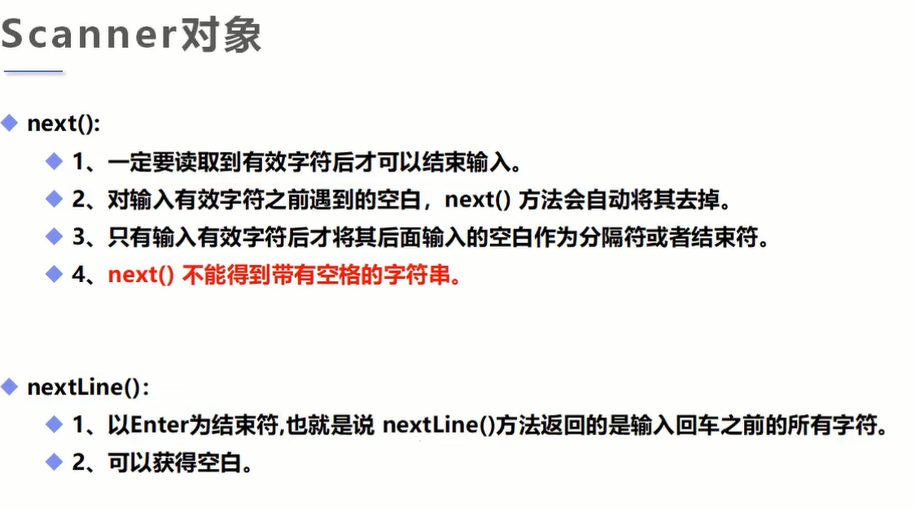 Scanner对象
next():
1、一定要读取到有效字符后才可以结束输入。
2、对输入有效字符之前遇到的空白，next() 方法会自动将其去掉。
3、只有输入有效字符后才将其后面输入的空白作为分隔符或者结束符。
4、next() 不能得到带有空格的字符串。
nextLine()：
1、以Enter为结束符,也就是说 nextLine()方法返回的是输入回车之前的所有字符。
2、可以获得空白。